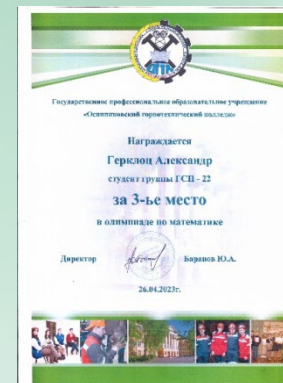 ОГТК
Государственное профессиональное образовательное учреждение
«Осинниковский горнотехнический колледж»
Награждается
Герклоц Александр
студент группы ГСП - 22
за 3-ье место
в олимпиаде по математике
Директор Баранов Ю.А.
26.04.2023г.